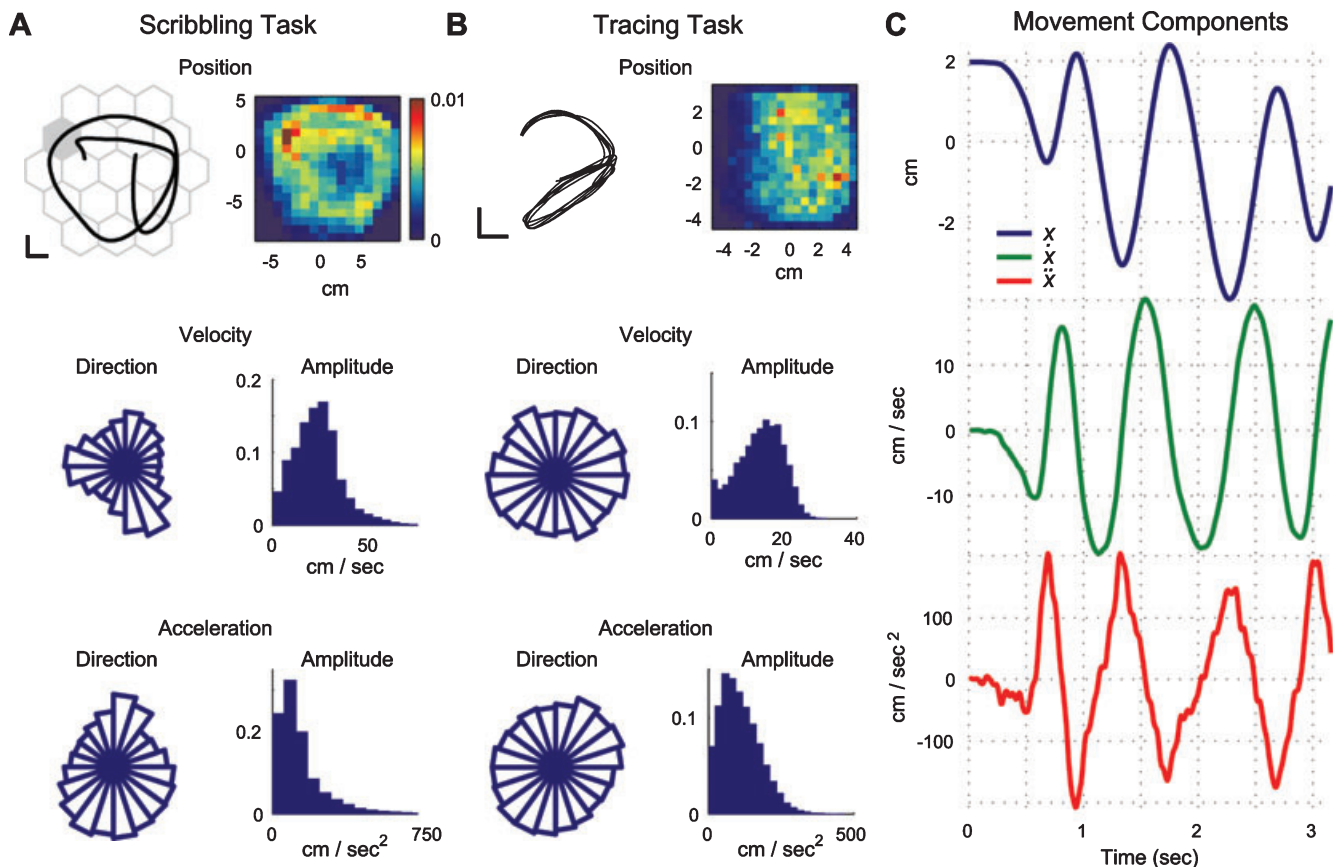 A Scribbling Task
Position
5
0
-5
-5 0 5
cm
0.01
0
Velocity
Direction
Amplitude
0.2
0.1
0
0 50
cm / sec
Acceleration
Direction
Amplitude
0.2
0
0 750
cm / sec2
B Tracing Task
Position
2
0
-2
-4
-4 -2 0 2 4
cm
Velocity
Direction
Amplitude
0.1
0
0 20 40
cm / sec
Acceleration
Direction
Amplitude
0.1
0
0 500
cm / sec2
C Movement Components
2
0
-2
cm
x
ẋ
ẍ
10
0
-10
cm / sec
100
0
-100
cm / sec2
0 1 2 3
Time (sec)